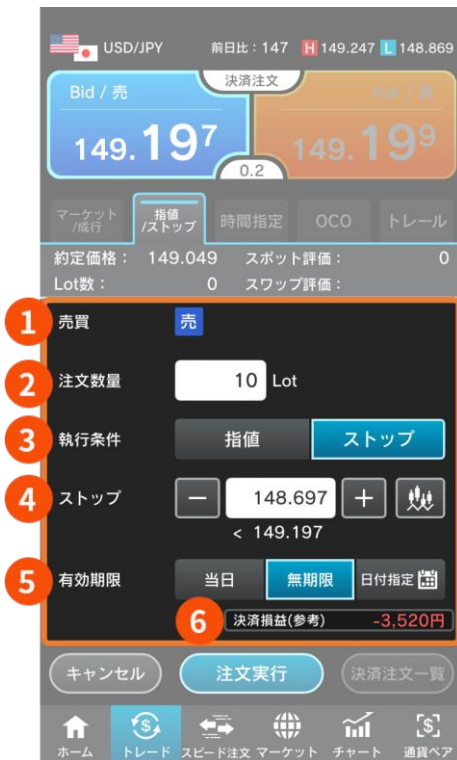 USD/JPY 前日比：147 H 149.247 L 148.869
決済注文
Bid / 売 Ask / 買
149.197 149.199
0.2
マーケット/成行 指値/ストップ 時間指定 OCO トレール
約定価格： 149.049 スポット評価： 0
Lot数： 0 スワップ評価：
1 売買 売
2 注文数量 10 Lot
3 執行条件 指値 ストップ
4 ストップ − 148.697 +
< 149.197
5 有効期限 当日 無期限 日付指定
6 決済損益(参考) -3,520円
キャンセル 注文実行 決済注文一覧
ホーム トレード スピード注文 マーケット チャート 通貨ペア